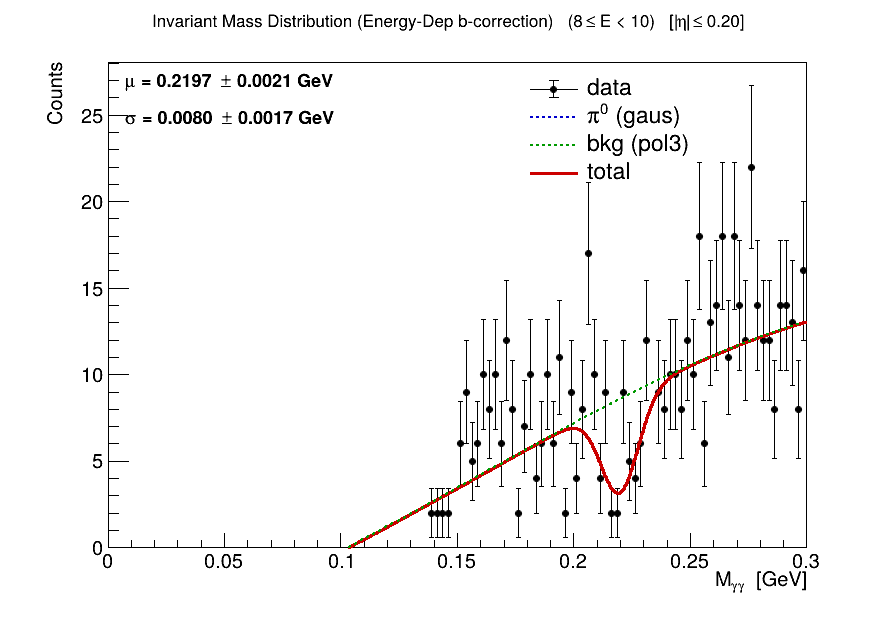 Invariant Mass Distribution (Energy-Dep b-correction) (8 ≤ E < 10) [|η| ≤ 0.20]
μ = 0.2197 ± 0.0021 GeV
σ = 0.0080 ± 0.0017 GeV
data
π⁰ (gaus)
bkg (pol3)
total
Counts
25
20
15
10
5
0
0 0.05 0.1 0.15 0.2 0.25 0.3
Mγγ [GeV]